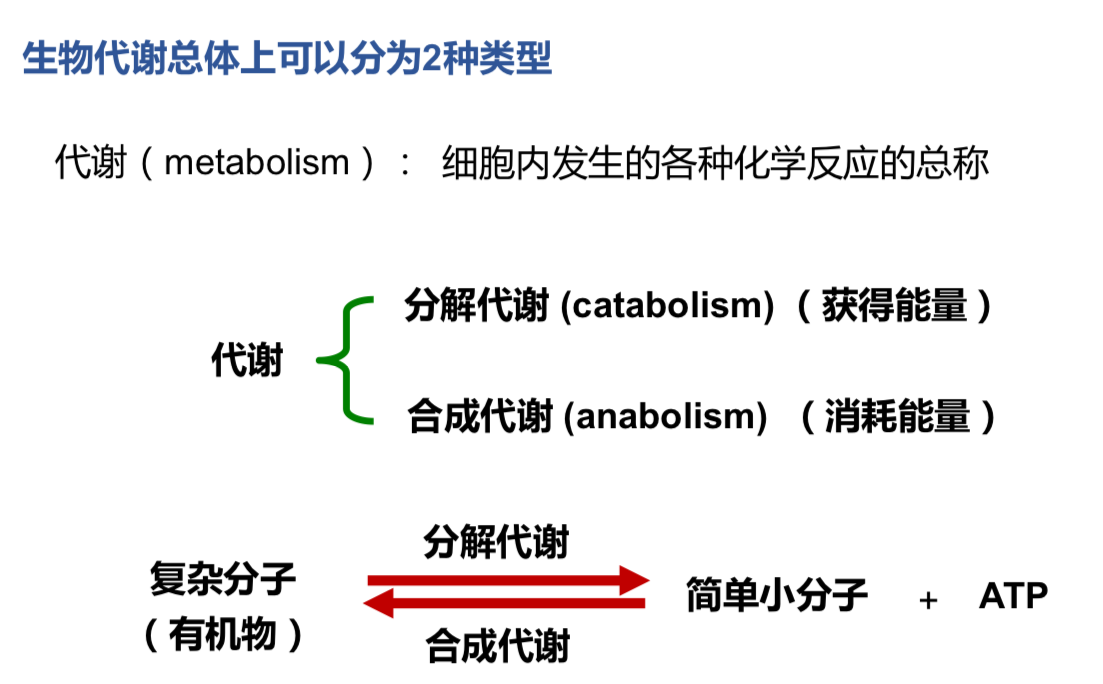 生物代谢总体上可以分为2种类型
代谢（metabolism）： 细胞内发生的各种化学反应的总称
分解代谢 (catabolism)（获得能量）
代谢
合成代谢 (anabolism) （消耗能量）
分解代谢
复杂分子
（有机物）
简单小分子 + ATP
合成代谢